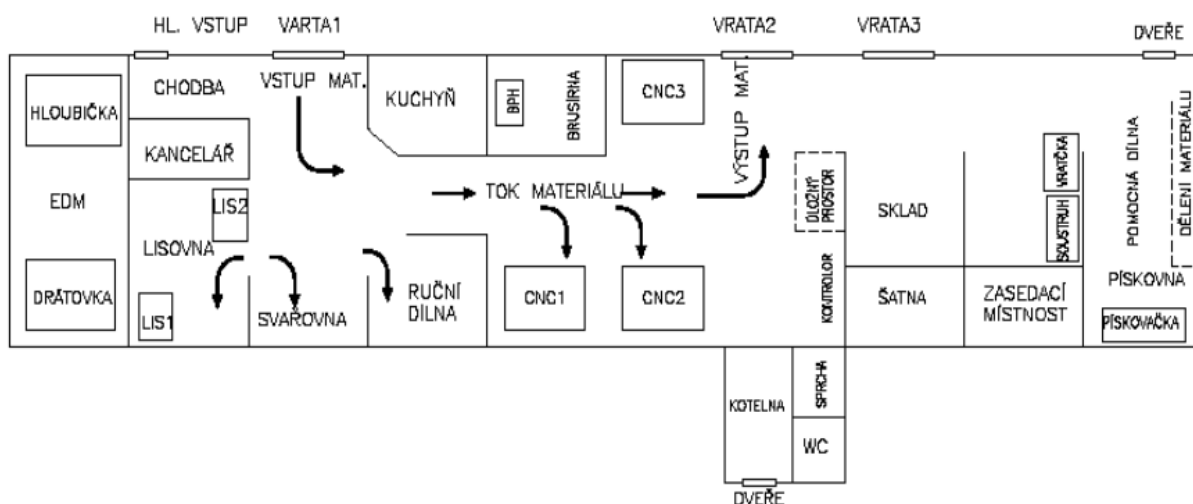 HL. VSTUP
VARTA1
VRATA2
VRATA3
DVEŘE
HLOUBIČKA
CHODBA
VSTUP MAT.
KUCHYŇ
BPH
BRUSÍRNA
CNC3
VÝSTUP MAT.
KANCELÁŘ
EDM
LIS2
LISOVNA
TOK MATERIÁLU
ÚLOŽNÝ
PROSTOR
SKLAD
VRATČKA
SOUSTRUH
POMOCNÁ DÍLNA
DĚLENÍ MATERIÁLU
DRÁTOVKA
LIS1
SVAŘOVNA
RUČNÍ
DÍLNA
CNC1
CNC2
KONTROLOR
ŠATNA
ZASEDACÍ
MÍSTNOST
PÍSKOVNA
PÍSKOVAČKA
KOTELNA
SPRCHA
WC
DVEŘE